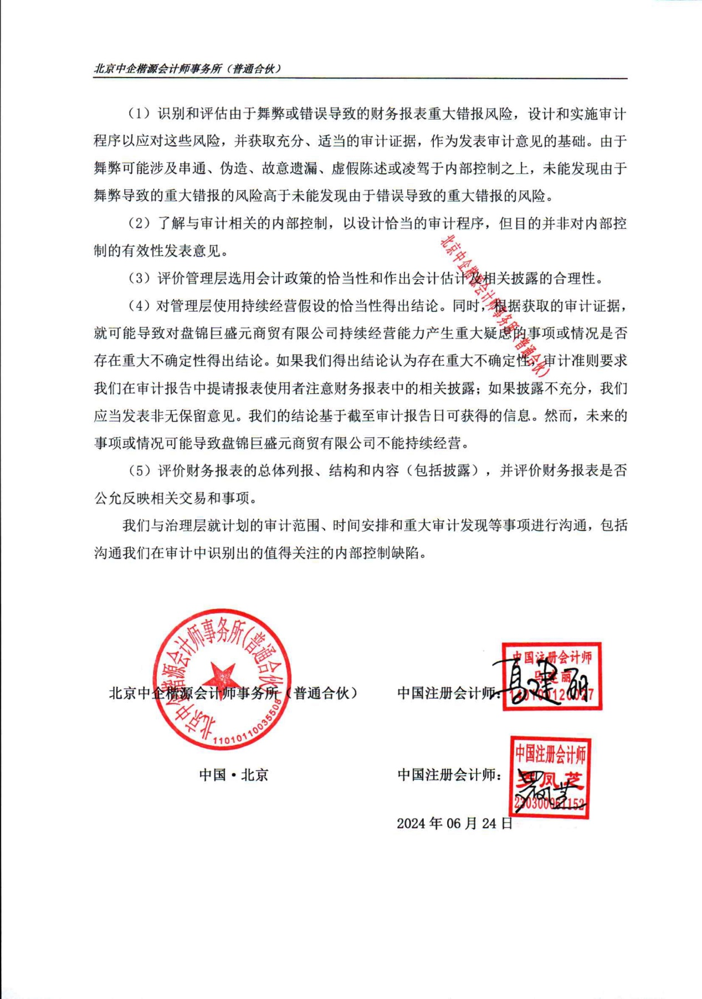 北京中企楷源会计师事务所（普通合伙）
（1）识别和评估由于舞弊或错误导致的财务报表重大错报风险，设计和实施审计
程序以应对这些风险，并获取充分、适当的审计证据，作为发表审计意见的基础。由于
舞弊可能涉及串通、伪造、故意遗漏、虚假陈述或凌驾于内部控制之上，未能发现由于
舞弊导致的重大错报的风险高于未能发现由于错误导致的重大错报的风险。
（2）了解与审计相关的内部控制，以设计恰当的审计程序，但目的并非对内部控
制的有效性发表意见。
（3）评价管理层选用会计政策的恰当性和作出会计估计及相关披露的合理性。
（4）对管理层使用持续经营假设的恰当性得出结论。同时，根据获取的审计证据，
就可能导致对盘锦巨盛元商贸有限公司持续经营能力产生重大疑虑的事项或情况是否
存在重大不确定性得出结论。如果我们得出结论认为存在重大不确定性，审计准则要求
我们在审计报告中提请报表使用者注意财务报表中的相关披露；如果披露不充分，我们
应当发表非无保留意见。我们的结论基于截至审计报告日可获得的信息。然而，未来的
事项或情况可能导致盘锦巨盛元商贸有限公司不能持续经营。
（5）评价财务报表的总体列报、结构和内容（包括披露），并评价财务报表是否
公允反映相关交易和事项。
我们与治理层就计划的审计范围、时间安排和重大审计发现等事项进行沟通，包括
沟通我们在审计中识别出的值得关注的内部控制缺陷。
北京中企楷源会计师事务所（普通合伙）
北京中企楷源会计师事务所（普通合伙）
11010110035508
北京中企楷源会计师事务所（普通合伙）
中国注册会计师：
中国注册会计师
建丽
中国·北京
中国注册会计师：
中国注册会计师
罗凤芝
230300061152
2024 年 06 月 24 日